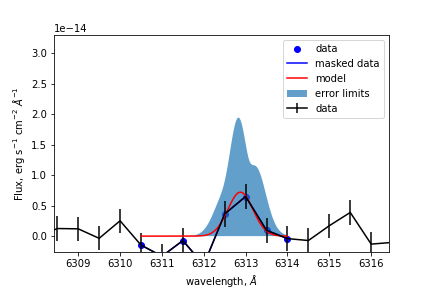 1e−14
3.0
2.5
2.0
1.5
1.0
0.5
0.0
Flux, erg s⁻¹ cm⁻² Å⁻¹
data
masked data
model
error limits
data
6309 6310 6311 6312 6313 6314 6315 6316
wavelength, Å